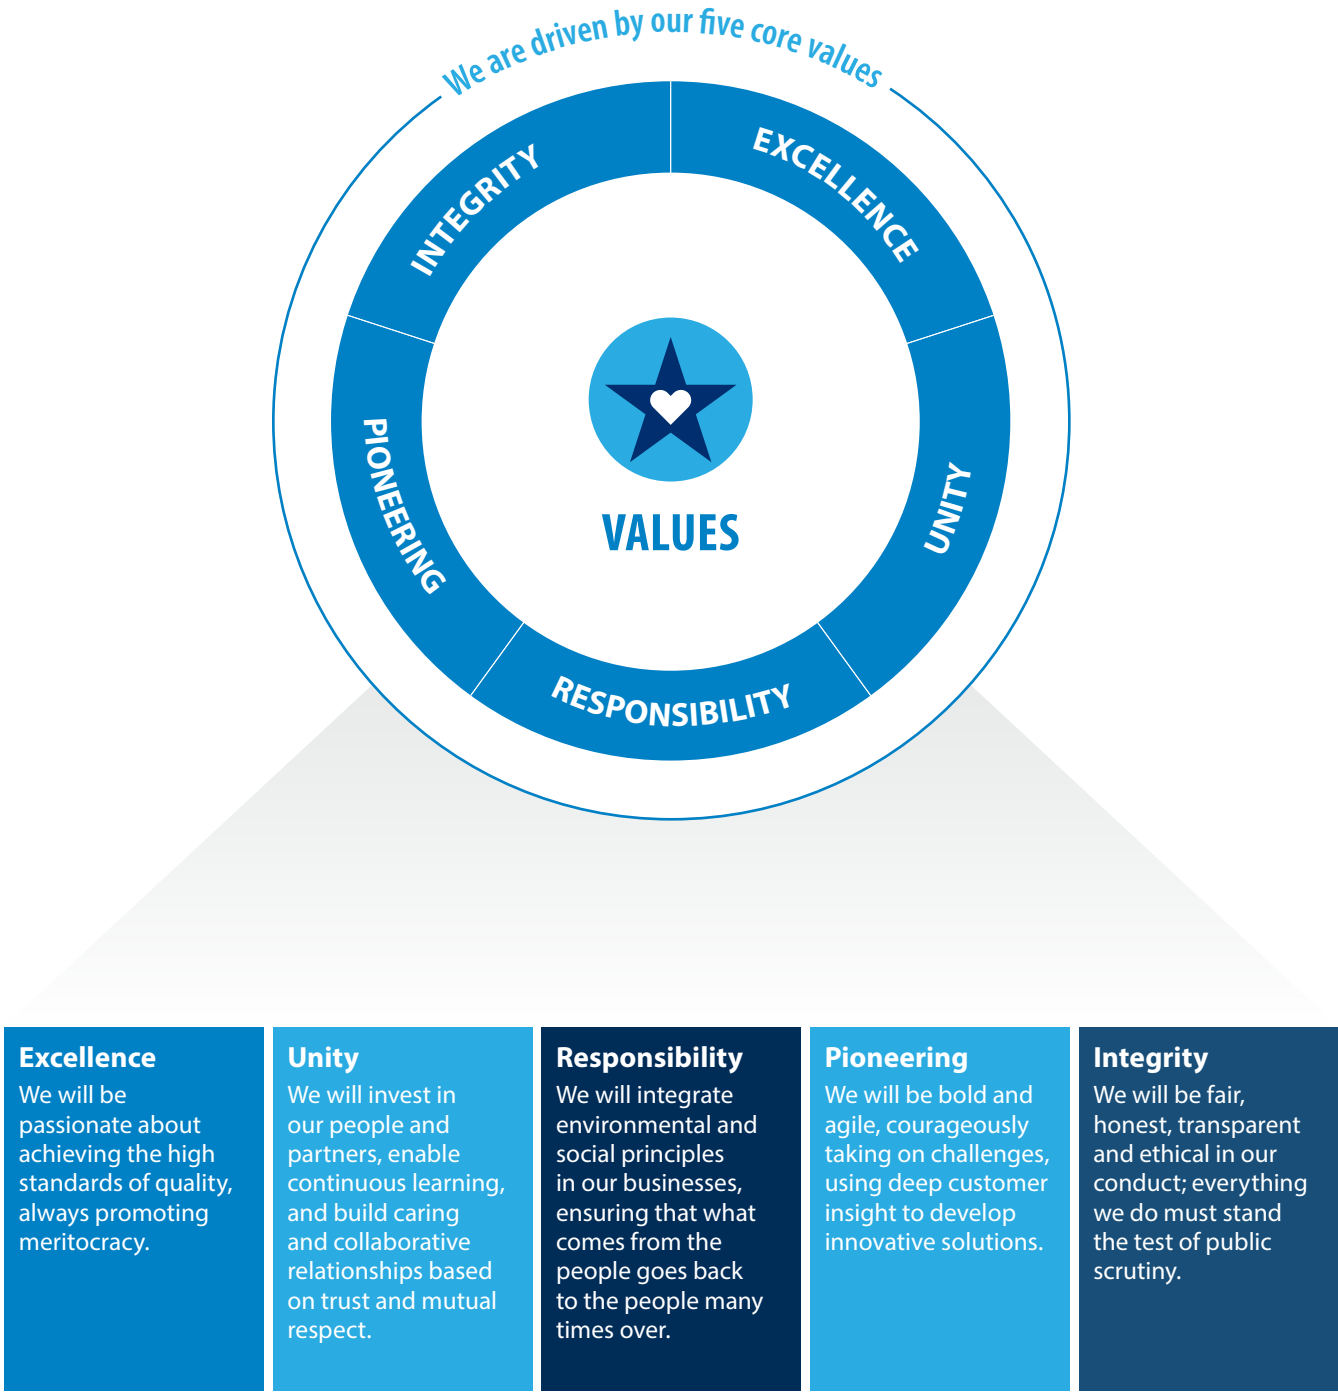 We are driven by our five core values
INTEGRITY
EXCELLENCE
PIONEERING
UNITY
RESPONSIBILITY
VALUES
Excellence
We will be
passionate about
achieving the high
standards of quality,
always promoting
meritocracy.
Unity
We will invest in
our people and
partners, enable
continuous learning,
and build caring
and collaborative
relationships based
on trust and mutual
respect.
Responsibility
We will integrate
environmental and
social principles
in our businesses,
ensuring that what
comes from the
people goes back
to the people many
times over.
Pioneering
We will be bold and
agile, courageously
taking on challenges,
using deep customer
insight to develop
innovative solutions.
Integrity
We will be fair,
honest, transparent
and ethical in our
conduct; everything
we do must stand
the test of public
scrutiny.